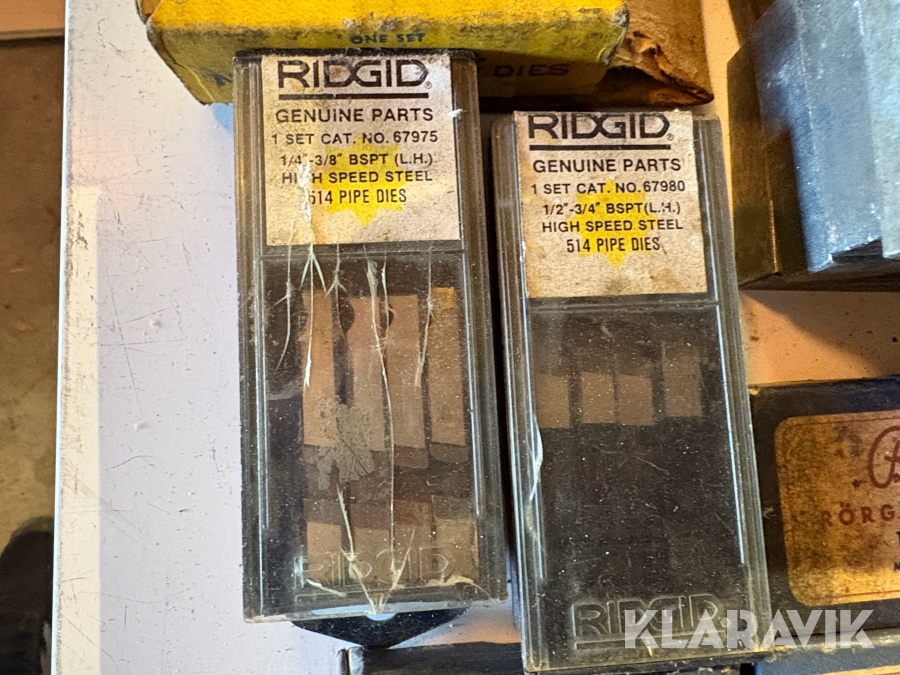 ONE SET
DIES
RIDGID®
GENUINE PARTS
1 SET CAT. NO. 67975
1/4"-3/8" BSPT (L.H.)
HIGH SPEED STEEL
514 PIPE DIES
RIDGID
RIDGID®
GENUINE PARTS
1 SET CAT. NO. 67980
1/2"-3/4" BSPT(L.H.)
HIGH SPEED STEEL
514 PIPE DIES
RIDGID
RÖRG
KLARAVIK